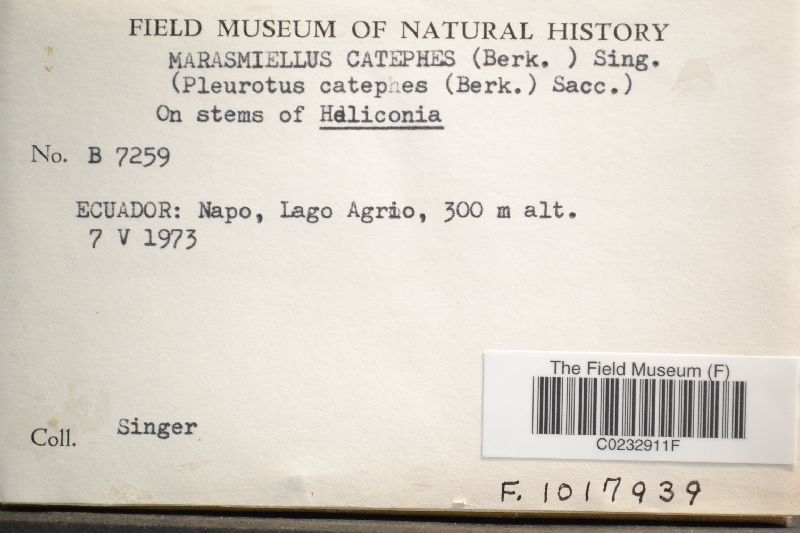 FIELD MUSEUM OF NATURAL HISTORY
MARASMIELLUS CATEPHES (Berk. ) Sing.
(Pleurotus catephes (Berk.) Sacc.)
On stems of Heliconia
No. B 7259
ECUADOR: Napo, Lago Agrio, 300 m alt.
7 V 1973
The Field Museum (F)
C0232911F
Coll. Singer
F. 1017939